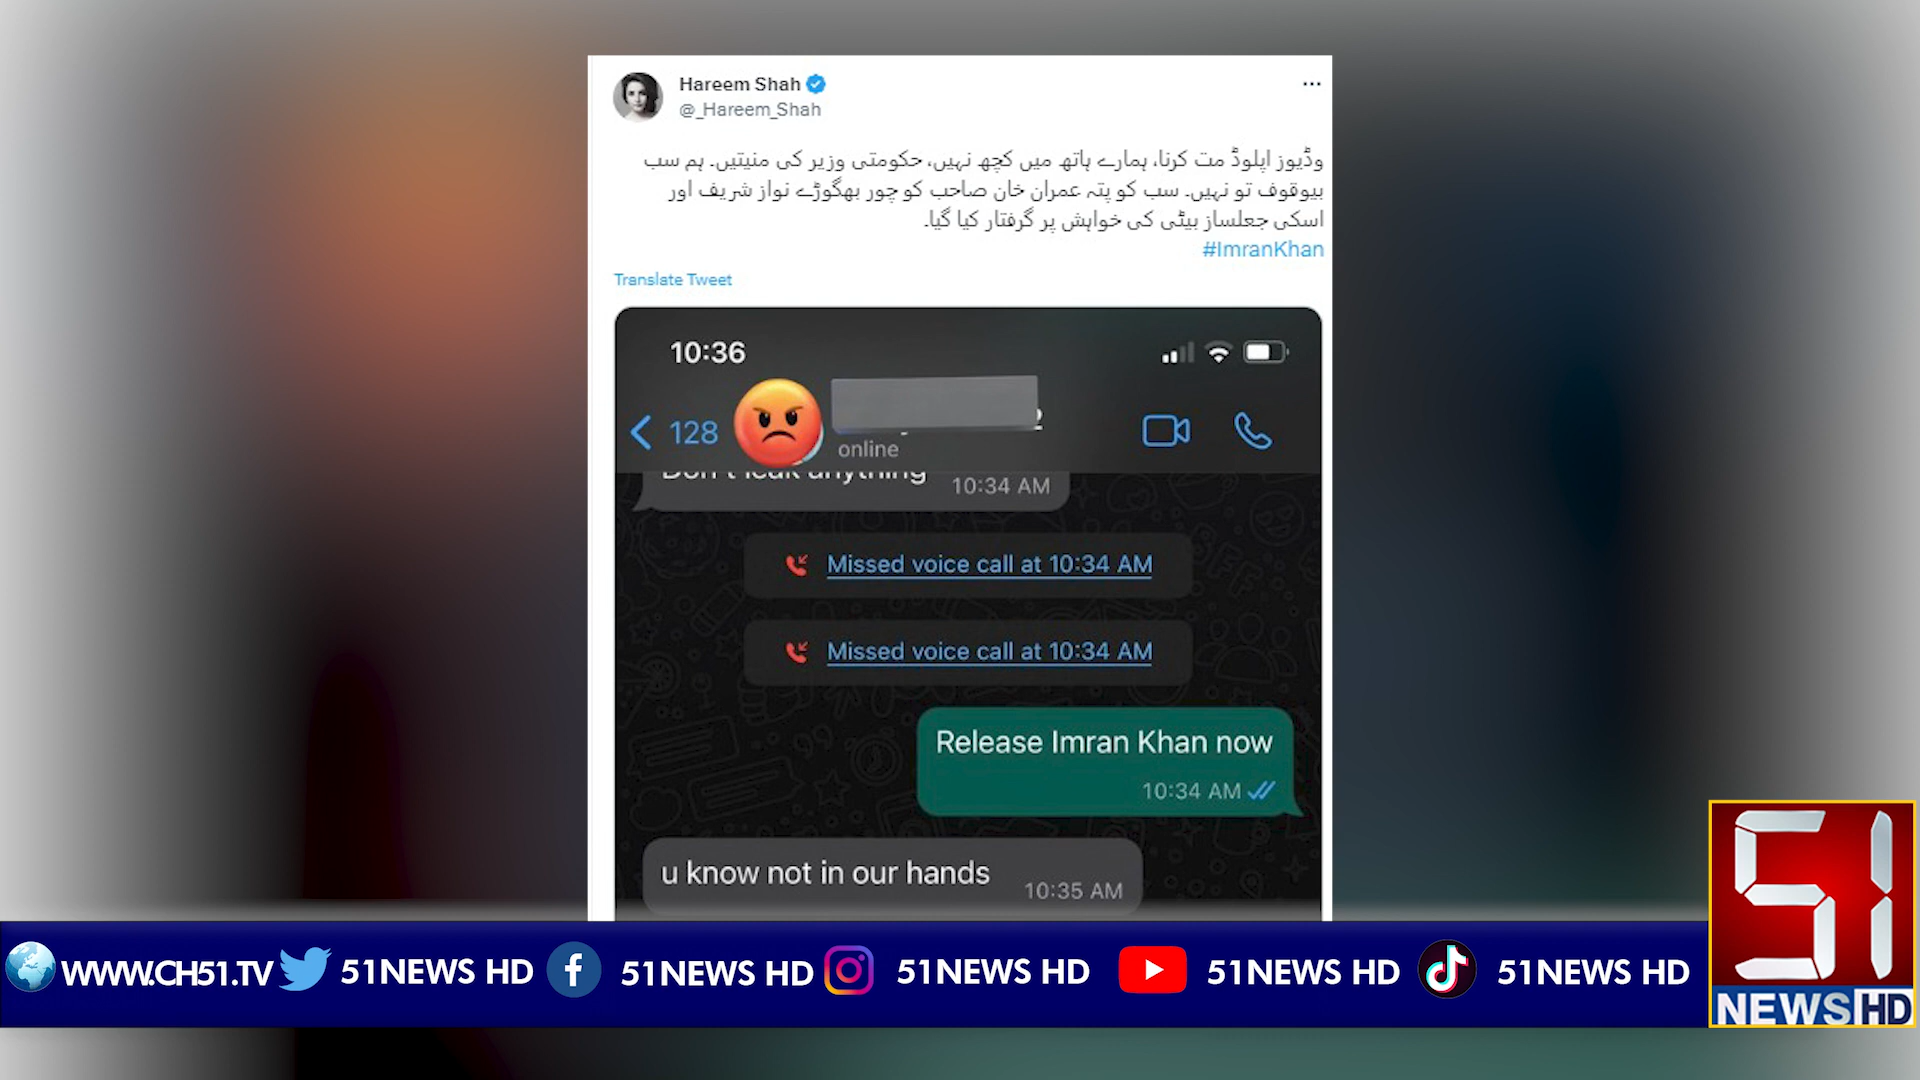 Hareem Shah
@_Hareem_Shah
وڈیوز اپلوڈ مت کرنا، ہمارے ہاتھ میں کچھ نہیں، حکومتی وزیر کی منیتیں۔ ہم سب
بیوقوف تو نہیں۔ سب کو پتہ عمران خان صاحب کو چور بھگوڑے نواز شریف اور
اسکی جعلساز بیٹی کی خواہش پر گرفتار کیا گیا۔
#ImranKhan
Translate Tweet
10:36
128
online
Don't leak anything
10:34 AM
Missed voice call at 10:34 AM
Missed voice call at 10:34 AM
Release Imran Khan now
10:34 AM
u know not in our hands
10:35 AM
WWW.CH51.TV 51NEWS HD 51NEWS HD 51NEWS HD 51NEWS HD 51NEWS HD
51
NEWS HD